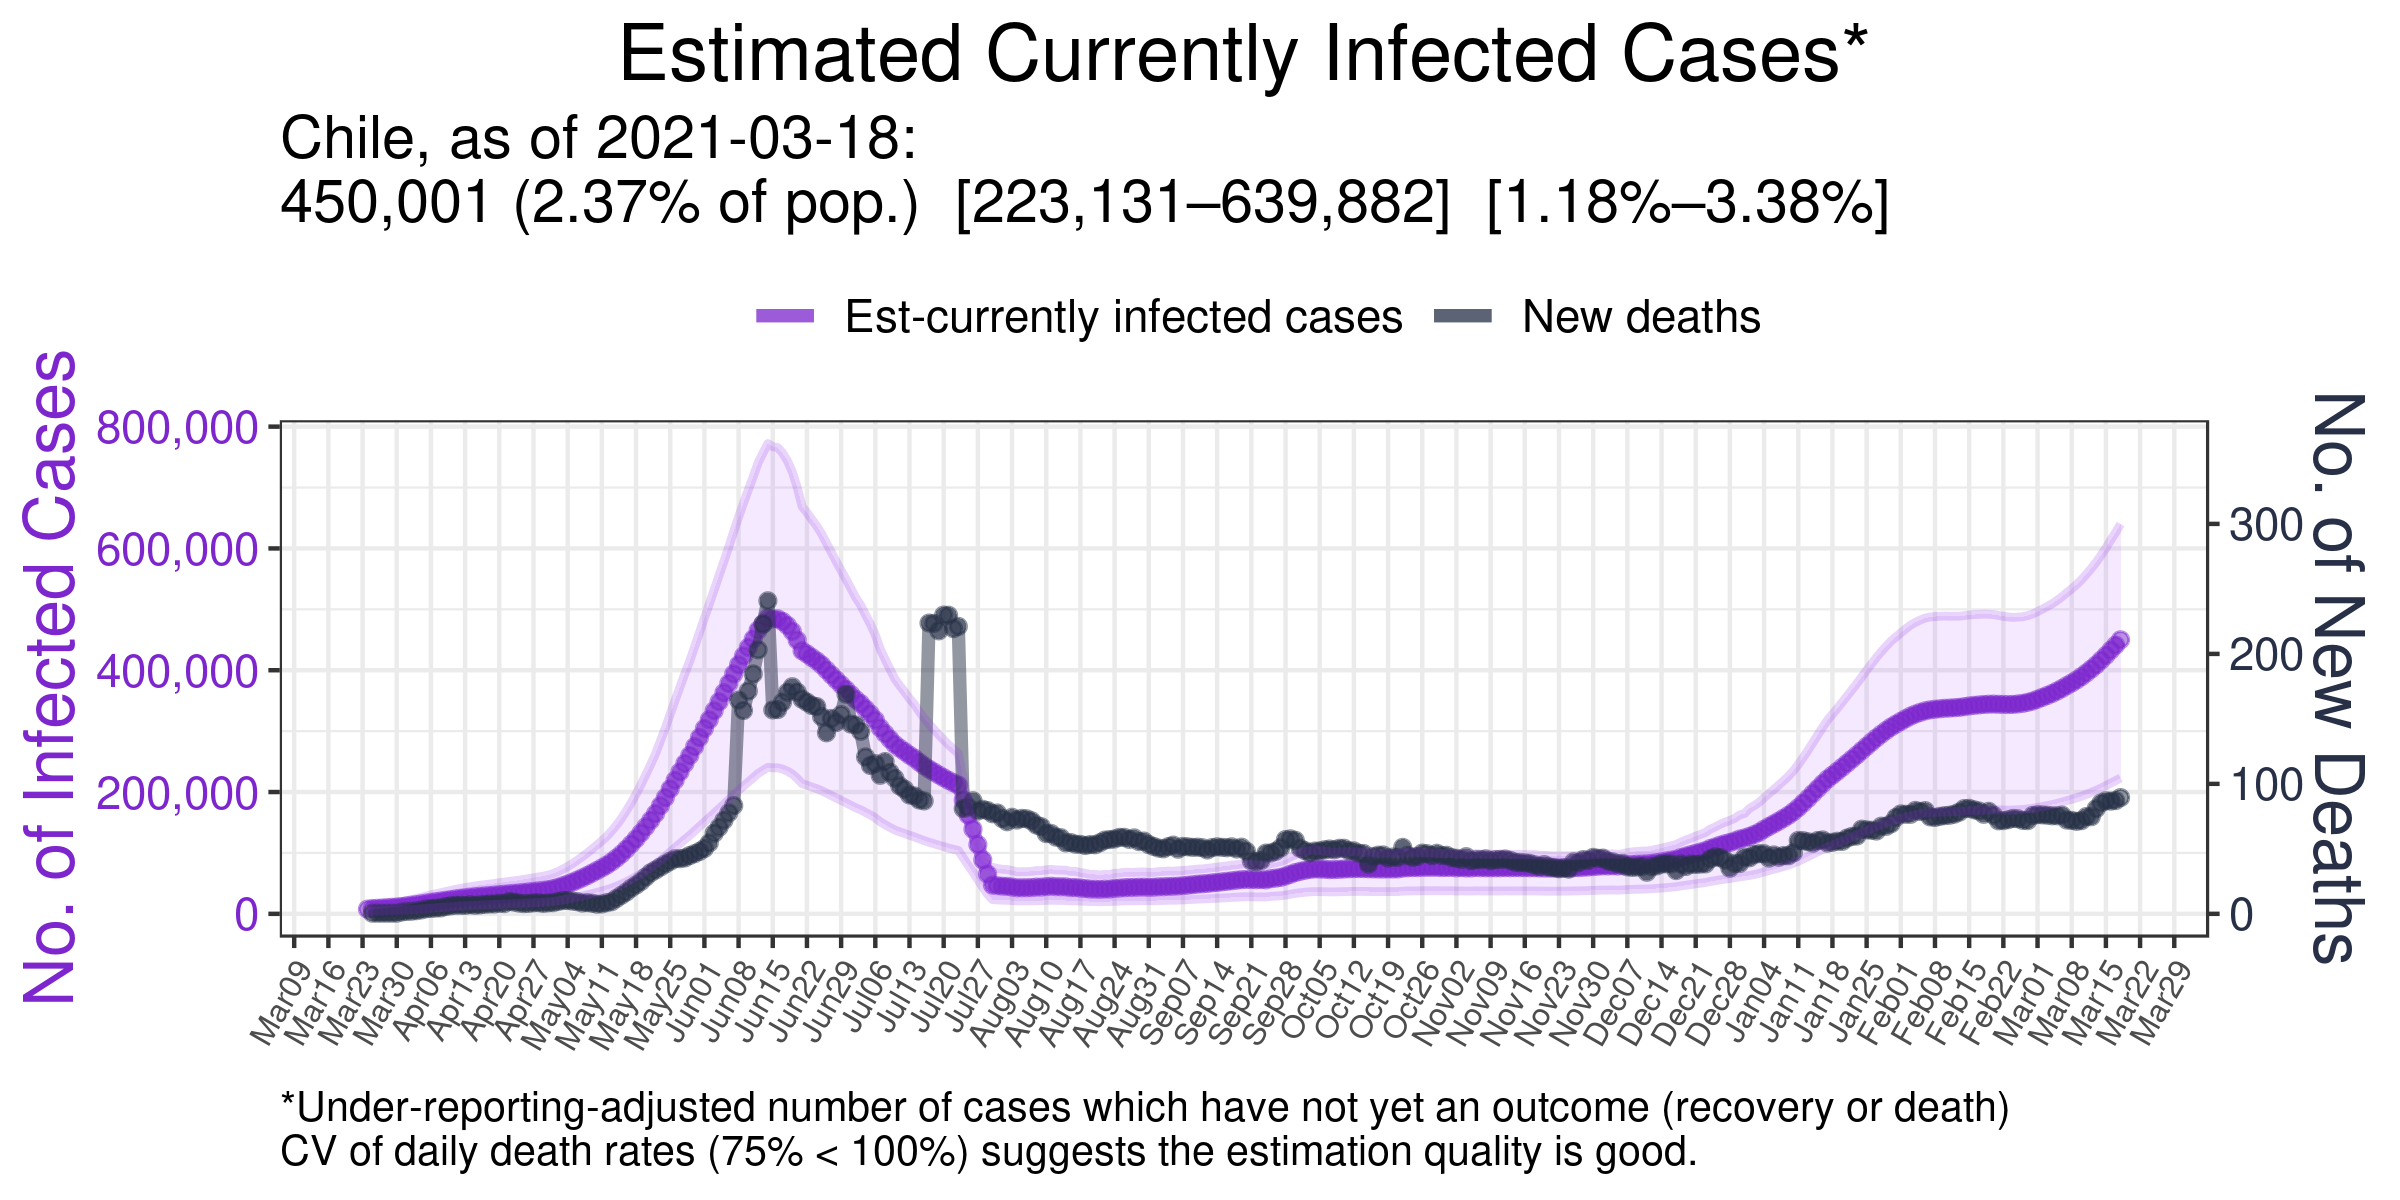 Estimated Currently Infected Cases*
Chile, as of 2021-03-18:
450,001 (2.37% of pop.)  [223,131–639,882]  [1.18%–3.38%]
Est-currently infected cases
New deaths
No. of Infected Cases
800,000
600,000
400,000
200,000
0
300
200
100
0
No. of New Deaths
Mar09
Mar16
Mar23
Mar30
Apr06
Apr13
Apr20
Apr27
May04
May11
May18
May25
Jun01
Jun08
Jun15
Jun22
Jun29
Jul06
Jul13
Jul20
Jul27
Aug03
Aug10
Aug17
Aug24
Aug31
Sep07
Sep14
Sep21
Sep28
Oct05
Oct12
Oct19
Oct26
Nov02
Nov09
Nov16
Nov23
Nov30
Dec07
Dec14
Dec21
Dec28
Jan04
Jan11
Jan18
Jan25
Feb01
Feb08
Feb15
Feb22
Mar01
Mar08
Mar15
Mar22
Mar29
*Under-reporting-adjusted number of cases which have not yet an outcome (recovery or death)
CV of daily death rates (75% < 100%) suggests the estimation quality is good.